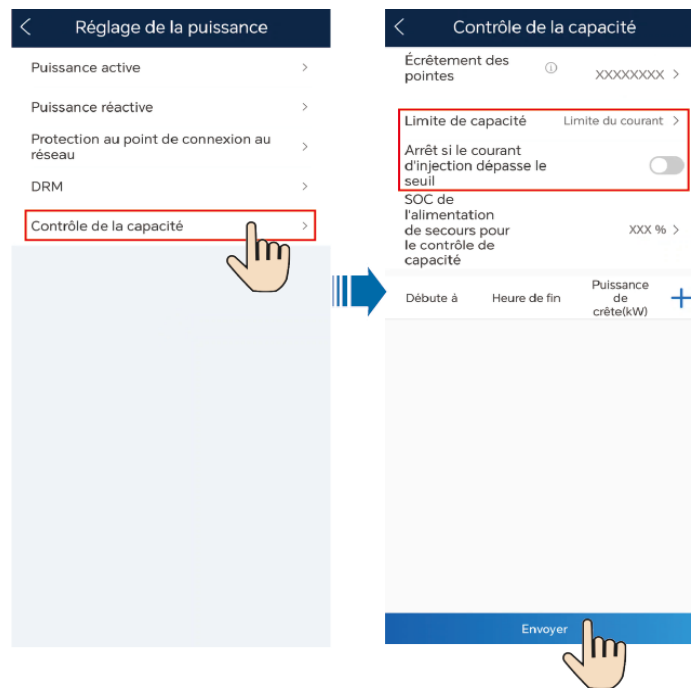 Réglage de la puissance
Puissance active
Puissance réactive
Protection au point de connexion au
réseau
DRM
Contrôle de la capacité
Contrôle de la capacité
Écrêtement des
pointes
XXXXXXXX
Limite de capacité
Limite du courant
Arrêt si le courant
d'injection dépasse le
seuil
SOC de
l'alimentation
de secours pour
le contrôle de
capacité
XXX %
Débute á
Heure de fin
Puissance
de
crête(kW)
Envoyer